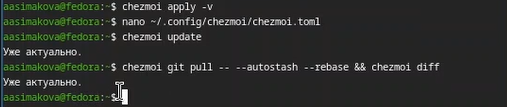 aasimakova@fedora:~$ chezmoi apply -v
aasimakova@fedora:~$ nano ~/.config/chezmoi/chezmoi.toml
aasimakova@fedora:~$ chezmoi update
Уже актуально.
aasimakova@fedora:~$ chezmoi git pull -- --autostash --rebase && chezmoi diff
Уже актуально.
aasimakova@fedora:~$